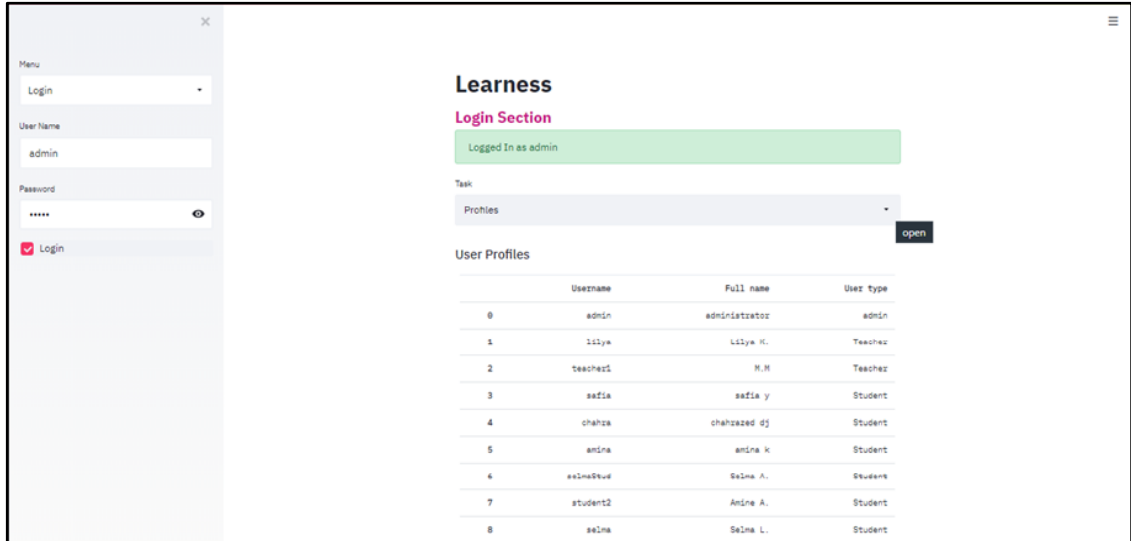 Menu
Login
User Name
admin
Password
•••••
Login
Learness
Login Section
Logged In as admin
Task
Profiles
open
User Profiles
Username Full name User type
0 admin administrator admin
1 lilya Lilya K. Teacher
2 teacher1 M.M Teacher
3 safia safia y Student
4 chahra chahrazed dj Student
5 amina amina k Student
6 selmaStud Selma A. Student
7 student2 Amine A. Student
8 selma Selma L. Student